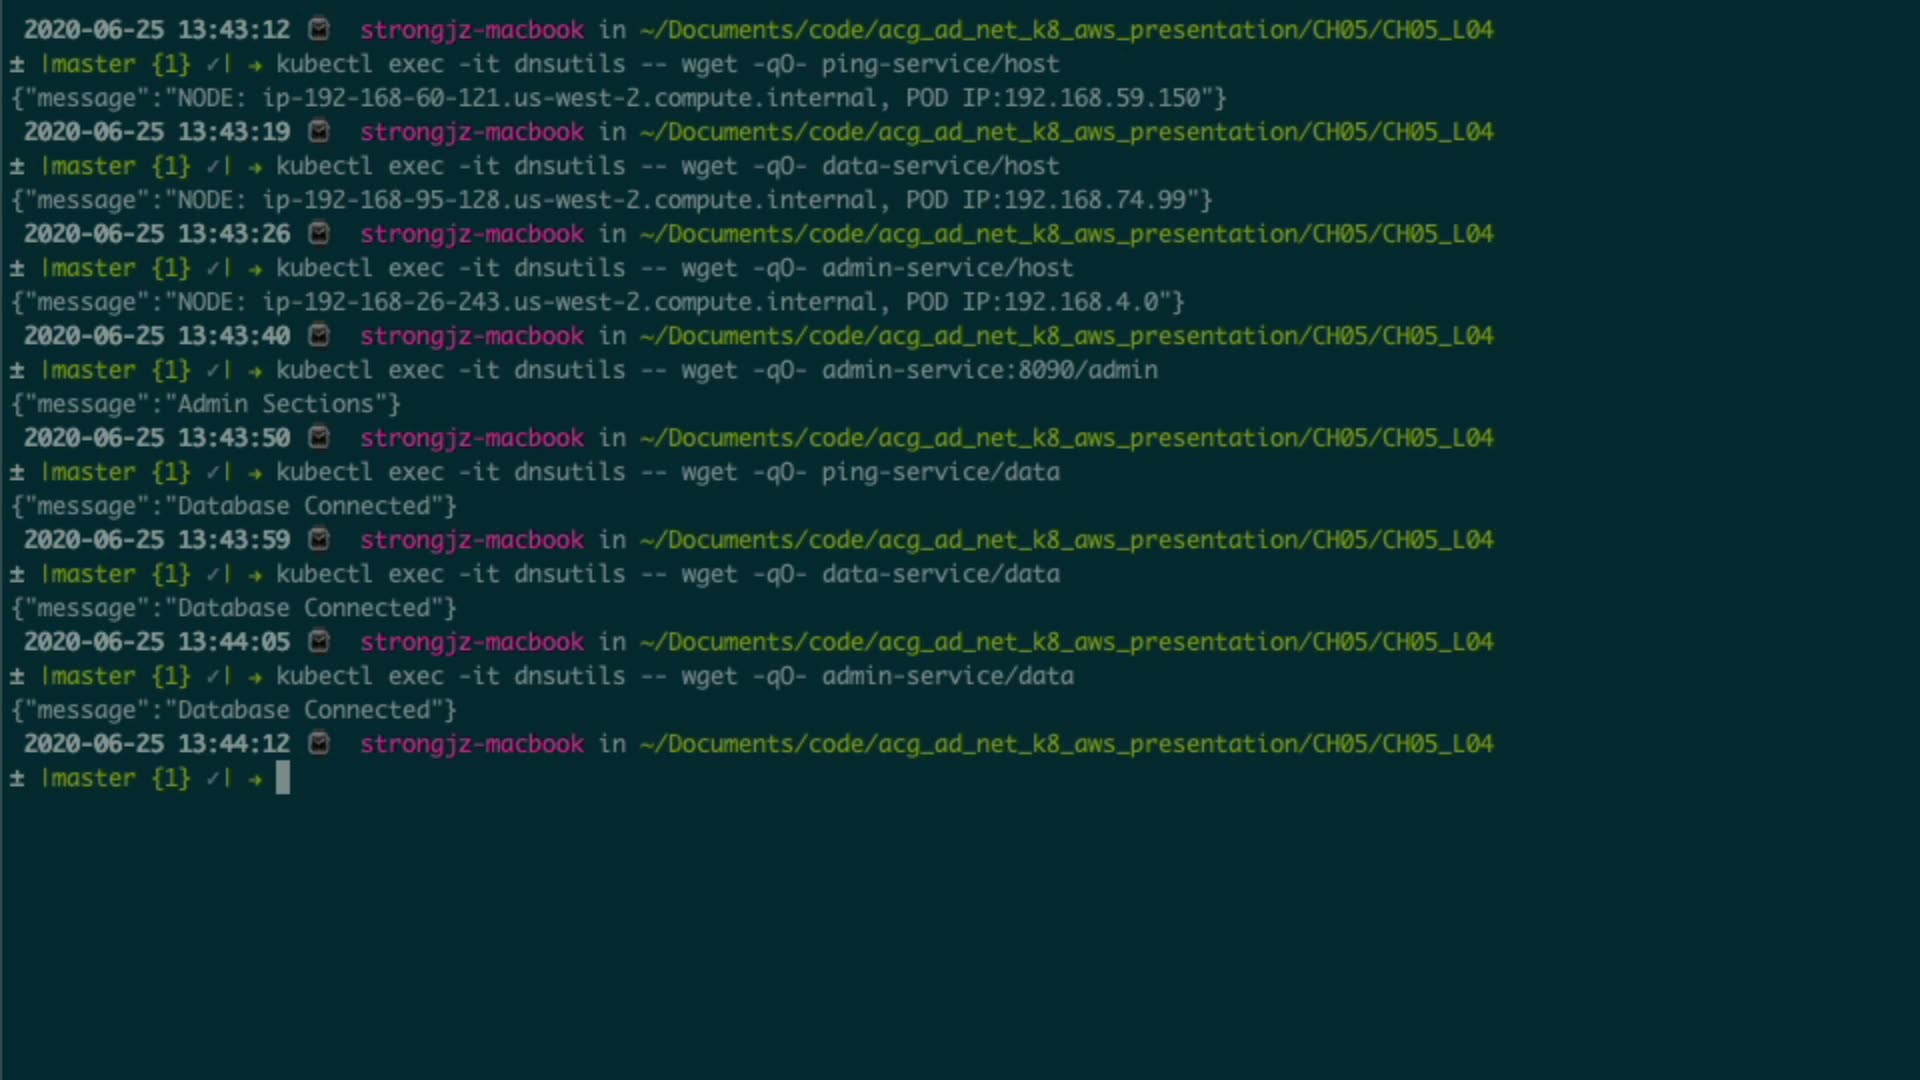 2020-06-25 13:43:12 strongjz-macbook in ~/Documents/code/acg_ad_net_k8_aws_presentation/CH05/CH05_L04
± |master {1} ✓| → kubectl exec -it dnsutils -- wget -qO- ping-service/host
{"message":"NODE: ip-192-168-60-121.us-west-2.compute.internal, POD IP:192.168.59.150"}
2020-06-25 13:43:19 strongjz-macbook in ~/Documents/code/acg_ad_net_k8_aws_presentation/CH05/CH05_L04
± |master {1} ✓| → kubectl exec -it dnsutils -- wget -qO- data-service/host
{"message":"NODE: ip-192-168-95-128.us-west-2.compute.internal, POD IP:192.168.74.99"}
2020-06-25 13:43:26 strongjz-macbook in ~/Documents/code/acg_ad_net_k8_aws_presentation/CH05/CH05_L04
± |master {1} ✓| → kubectl exec -it dnsutils -- wget -qO- admin-service/host
{"message":"NODE: ip-192-168-26-243.us-west-2.compute.internal, POD IP:192.168.4.0"}
2020-06-25 13:43:40 strongjz-macbook in ~/Documents/code/acg_ad_net_k8_aws_presentation/CH05/CH05_L04
± |master {1} ✓| → kubectl exec -it dnsutils -- wget -qO- admin-service:8090/admin
{"message":"Admin Sections"}
2020-06-25 13:43:50 strongjz-macbook in ~/Documents/code/acg_ad_net_k8_aws_presentation/CH05/CH05_L04
± |master {1} ✓| → kubectl exec -it dnsutils -- wget -qO- ping-service/data
{"message":"Database Connected"}
2020-06-25 13:43:59 strongjz-macbook in ~/Documents/code/acg_ad_net_k8_aws_presentation/CH05/CH05_L04
± |master {1} ✓| → kubectl exec -it dnsutils -- wget -qO- data-service/data
{"message":"Database Connected"}
2020-06-25 13:44:05 strongjz-macbook in ~/Documents/code/acg_ad_net_k8_aws_presentation/CH05/CH05_L04
± |master {1} ✓| → kubectl exec -it dnsutils -- wget -qO- admin-service/data
{"message":"Database Connected"}
2020-06-25 13:44:12 strongjz-macbook in ~/Documents/code/acg_ad_net_k8_aws_presentation/CH05/CH05_L04
± |master {1} ✓| →